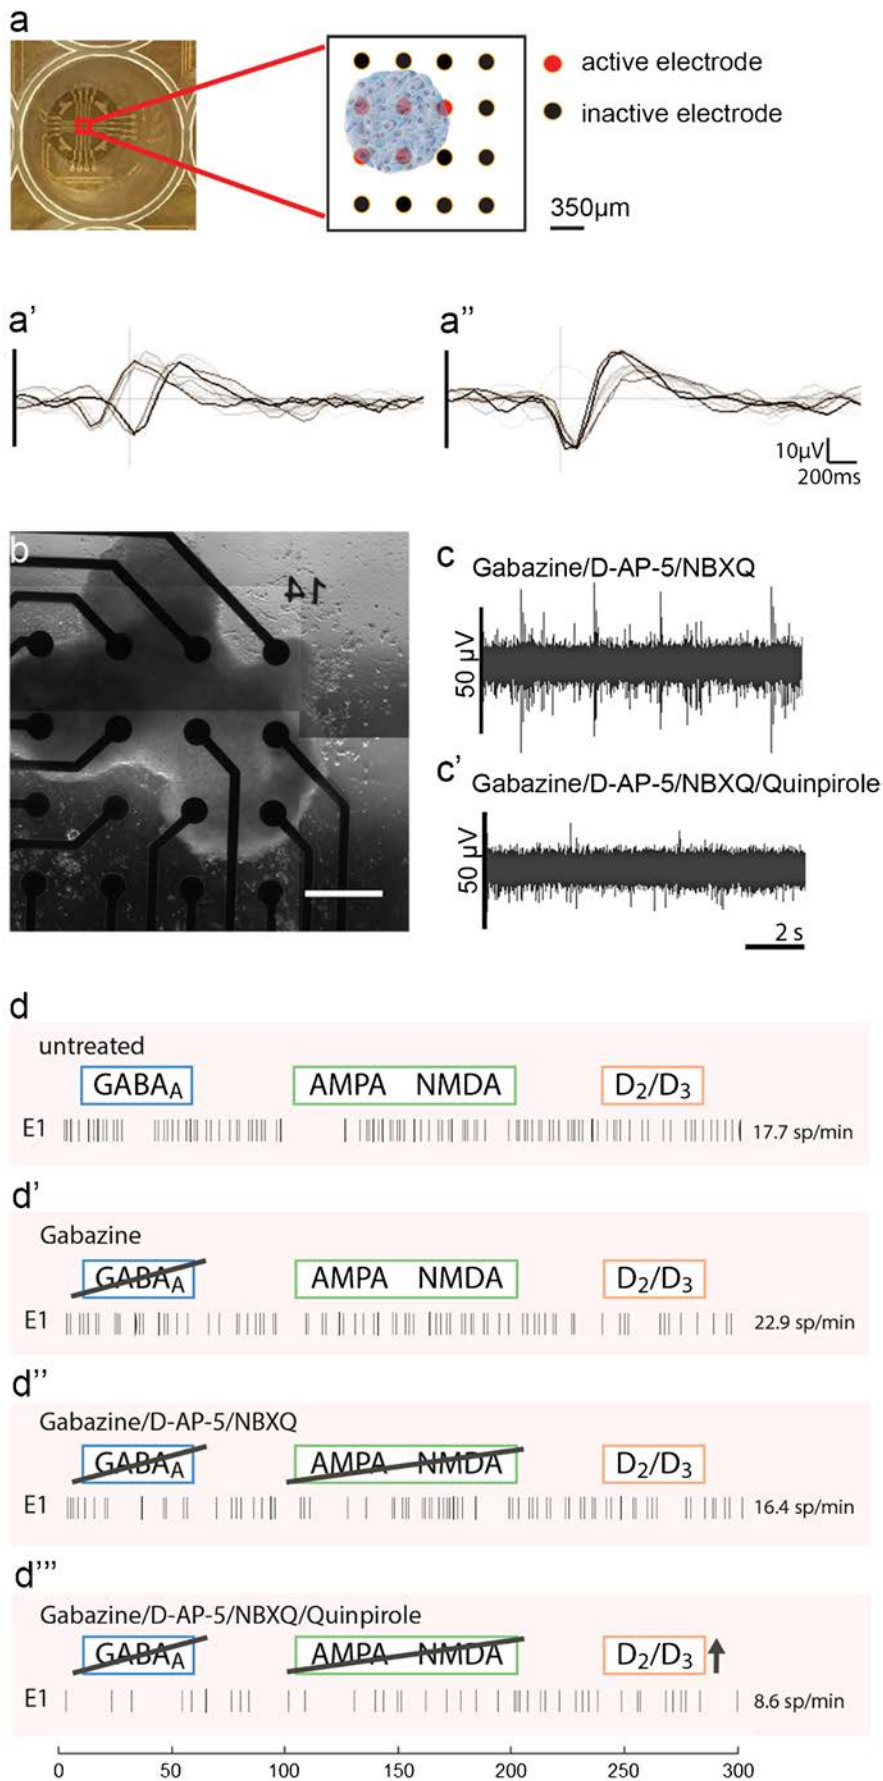 a
active electrode
inactive electrode
350µm
a'
a"
10µV
200ms
b
14
c
Gabazine/D-AP-5/NBXQ
50 µV
c'
Gabazine/D-AP-5/NBXQ/Quinpirole
50 µV
2 s
d
untreated
GABAA
AMPA NMDA
D2/D3
E1
17.7 sp/min
d'
Gabazine
GABAA
AMPA NMDA
D2/D3
E1
22.9 sp/min
d''
Gabazine/D-AP-5/NBXQ
GABAA
AMPA NMDA
D2/D3
E1
16.4 sp/min
d'''
Gabazine/D-AP-5/NBXQ/Quinpirole
GABAA
AMPA NMDA
D2/D3
E1
8.6 sp/min
0 50 100 150 200 250 300